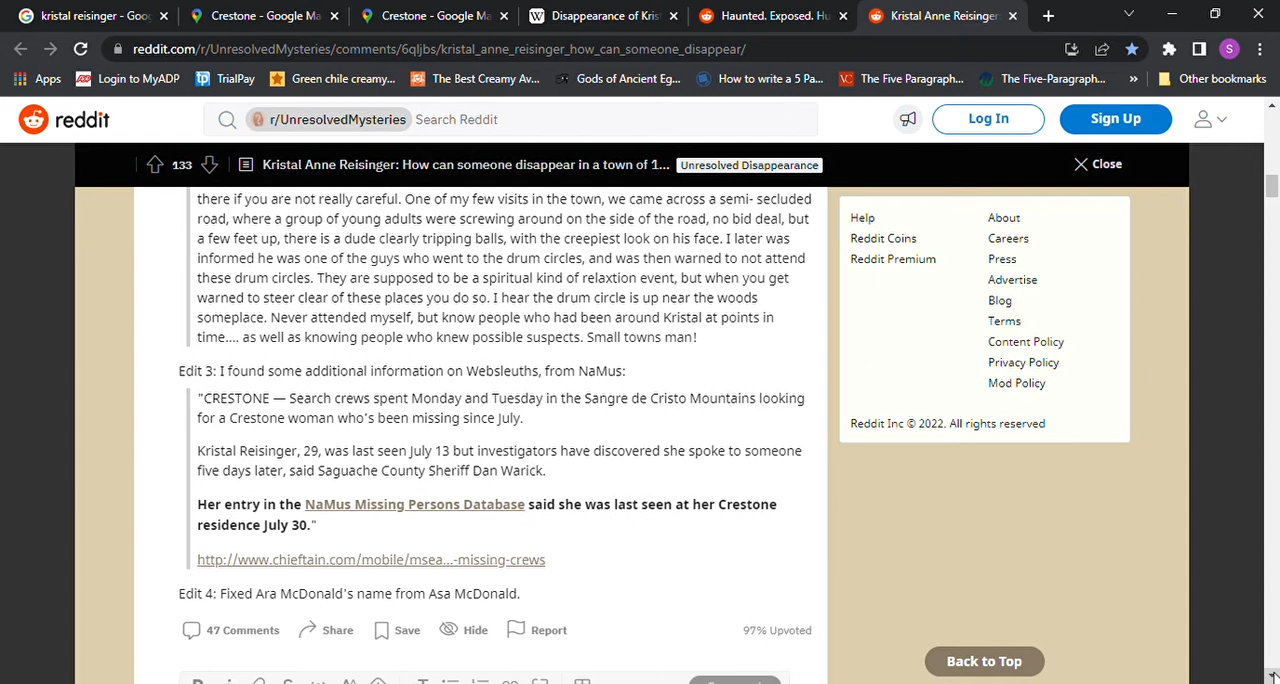 kristal reisinger - Goo
Crestone - Google Ma
Crestone - Google Ma
Disappearance of Kris
Haunted. Exposed. Hu
Kristal Anne Reisinger
reddit.com/r/UnresolvedMysteries/comments/6qljbs/kristal_anne_reisinger_how_can_someone_disappear/
S
Apps
Login to MyADP
TrialPay
Green chile creamy...
The Best Creamy Av...
Gods of Ancient Eg...
How to write a 5 Pa...
The Five Paragraph...
The Five-Paragraph...
»
Other bookmarks
reddit
r/UnresolvedMysteries Search Reddit
Log In
Sign Up
133
Kristal Anne Reisinger: How can someone disappear in a town of 1...
Unresolved Disappearance
Close
there if you are not really careful. One of my few visits in the town, we came across a semi- secluded
road, where a group of young adults were screwing around on the side of the road, no bid deal, but
a few feet up, there is a dude clearly tripping balls, with the creepiest look on his face. I later was
informed he was one of the guys who went to the drum circles, and was then warned to not attend
these drum circles. They are supposed to be a spiritual kind of relaxtion event, but when you get
warned to steer clear of these places you do so. I hear the drum circle is up near the woods
someplace. Never attended myself, but know people who had been around Kristal at points in
time.... as well as knowing people who knew possible suspects. Small towns man!
Edit 3: I found some additional information on Websleuths, from NaMus:
"CRESTONE — Search crews spent Monday and Tuesday in the Sangre de Cristo Mountains looking
for a Crestone woman who's been missing since July.
Kristal Reisinger, 29, was last seen July 13 but investigators have discovered she spoke to someone
five days later, said Saguache County Sheriff Dan Warick.
Her entry in the NaMus Missing Persons Database said she was last seen at her Crestone
residence July 30."
http://www.chieftain.com/mobile/msea...-missing-crews
Edit 4: Fixed Ara McDonald's name from Asa McDonald.
47 Comments
Share
Save
Hide
Report
97% Upvoted
Help
Reddit Coins
Reddit Premium
About
Careers
Press
Advertise
Blog
Terms
Content Policy
Privacy Policy
Mod Policy
Reddit Inc © 2022. All rights reserved
Back to Top